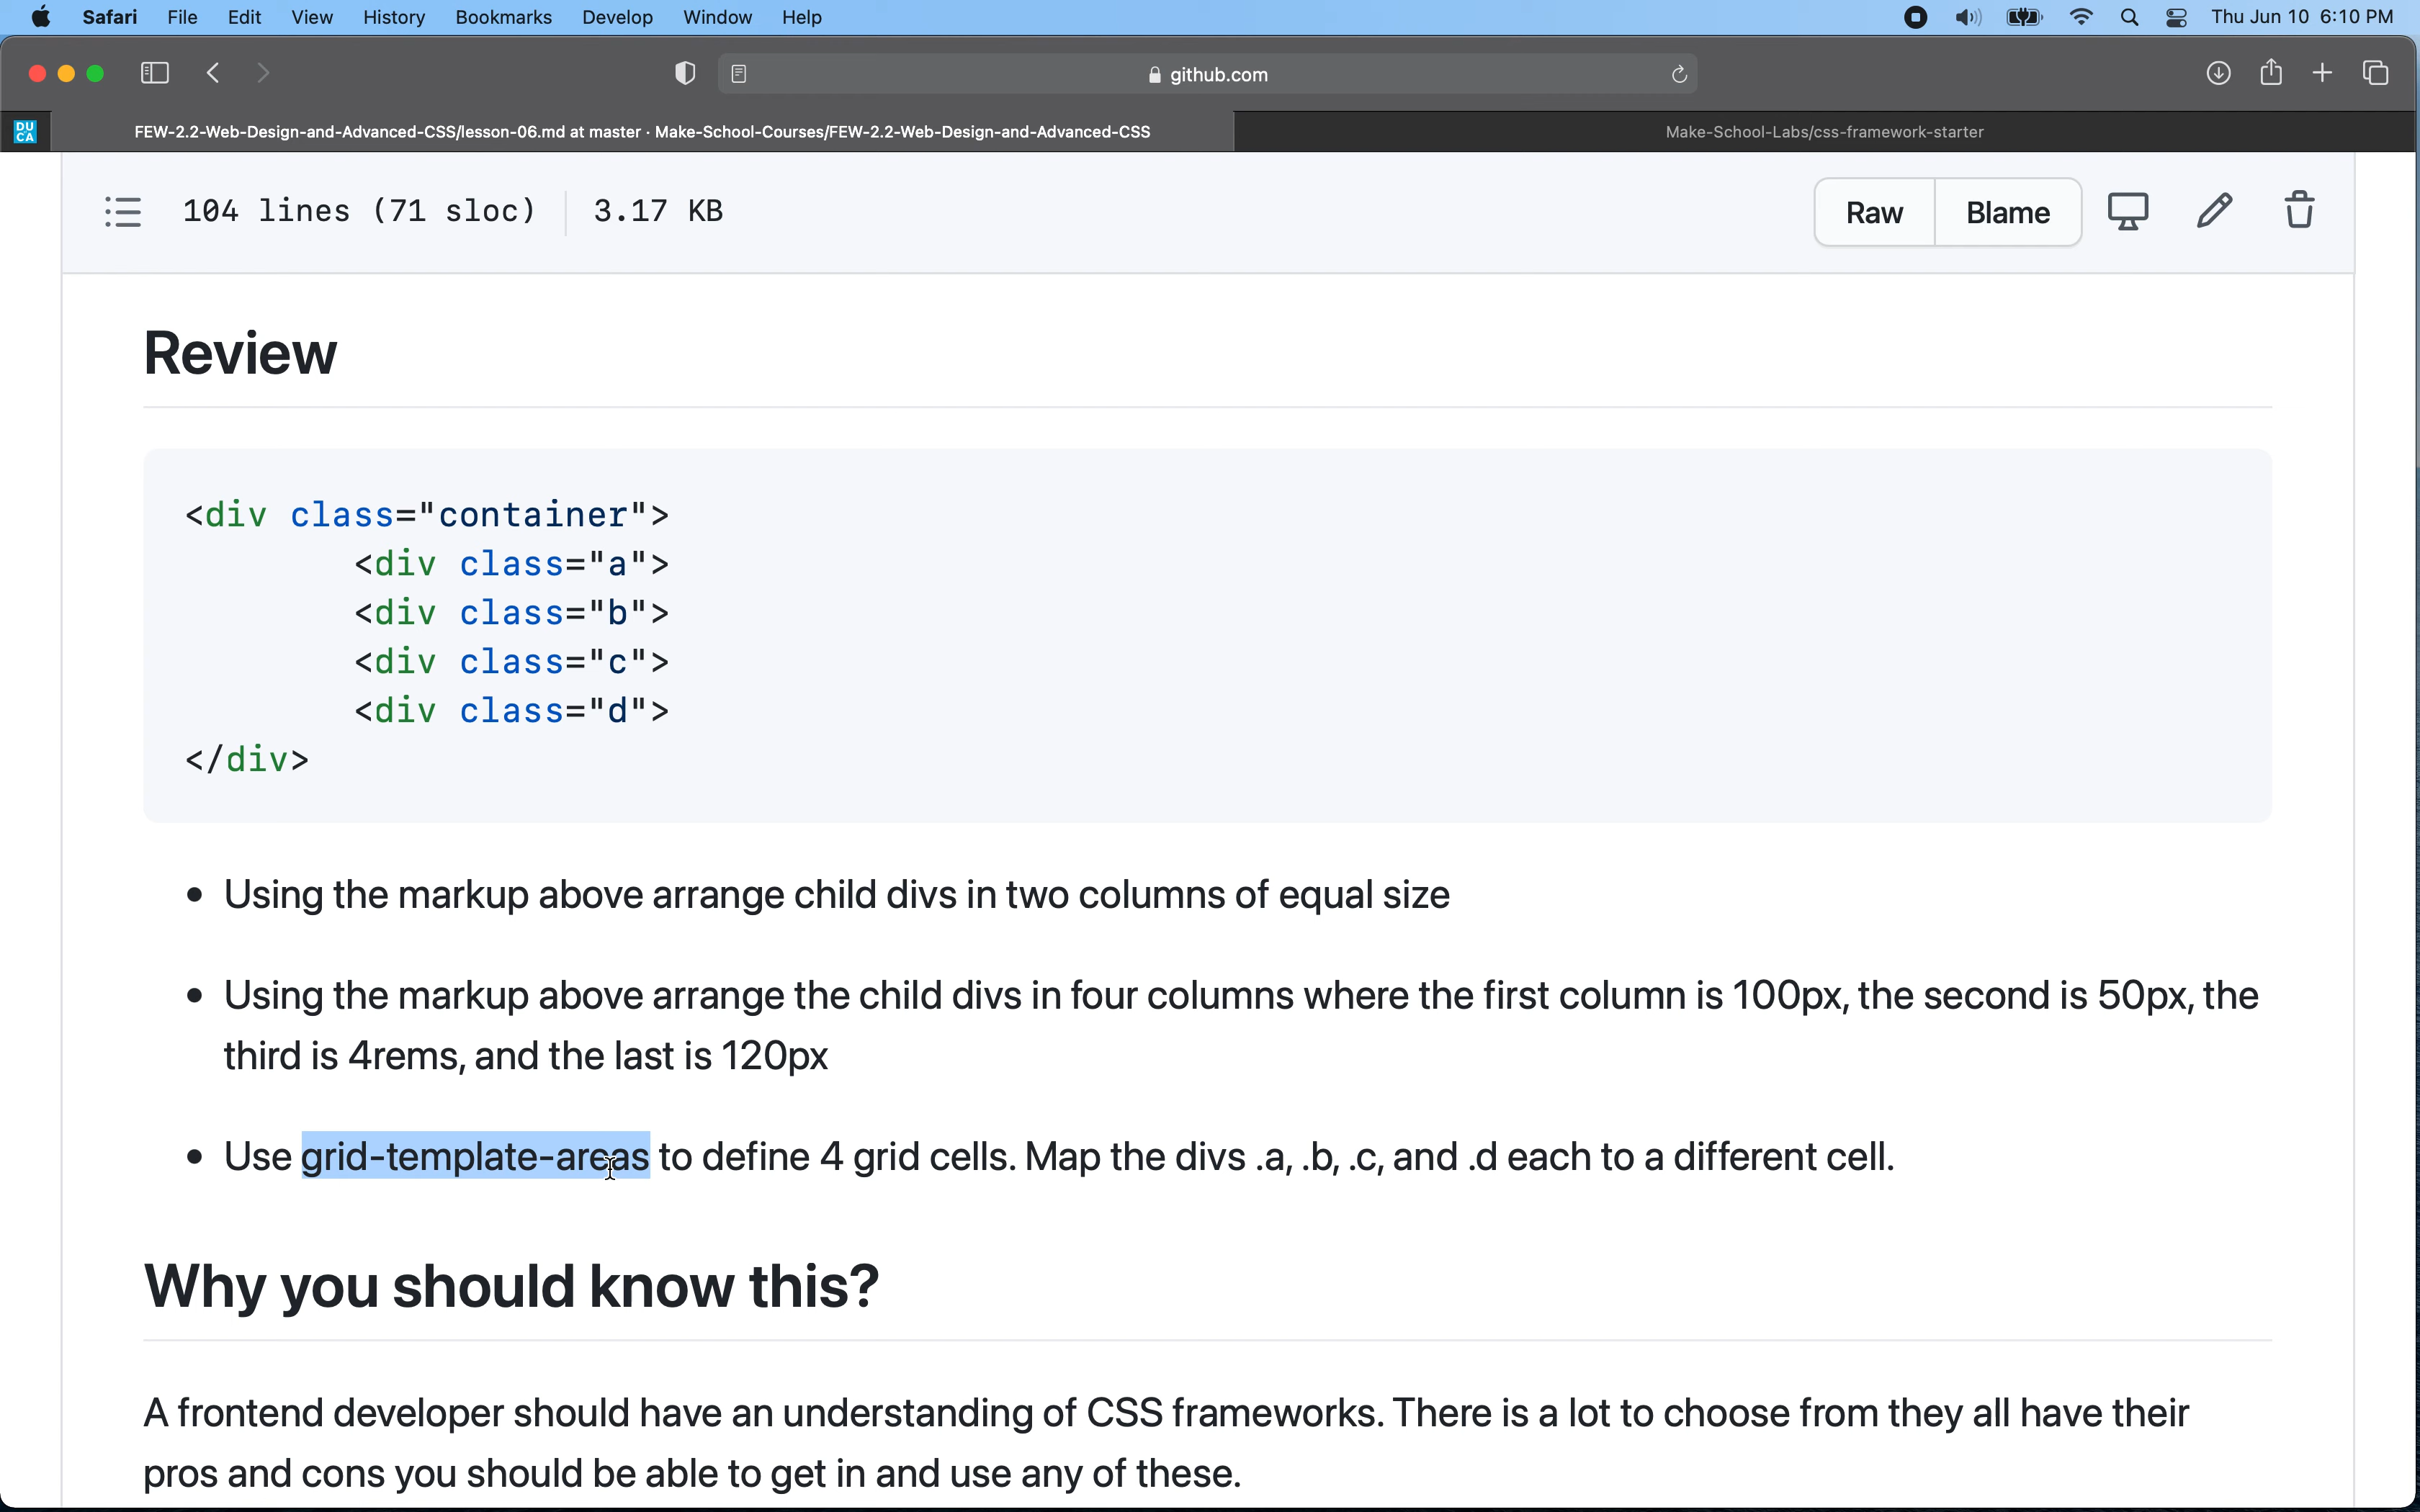 Safari File Edit View History Bookmarks Develop Window Help Thu Jun 10 6:10 PM
github.com
DU
CA
FEW-2.2-Web-Design-and-Advanced-CSS/lesson-06.md at master · Make-School-Courses/FEW-2.2-Web-Design-and-Advanced-CSS Make-School-Labs/css-framework-starter
104 lines (71 sloc) 3.17 KB Raw Blame
Review
<div class="container">
<div class="a">
<div class="b">
<div class="c">
<div class="d">
</div>
• Using the markup above arrange child divs in two columns of equal size
• Using the markup above arrange the child divs in four columns where the first column is 100px, the second is 50px, the
third is 4rems, and the last is 120px
• Use grid-template-areas to define 4 grid cells. Map the divs .a, .b, .c, and .d each to a different cell.
Why you should know this?
A frontend developer should have an understanding of CSS frameworks. There is a lot to choose from they all have their
pros and cons you should be able to get in and use any of these.